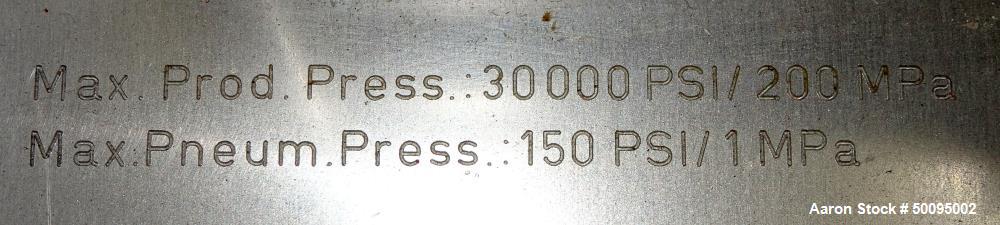 Max. Prod. Press.:30000 PSI/ 200 MPa
Max.Pneum.Press.:150 PSI/1 MPa
Aaron Stock # 50095002